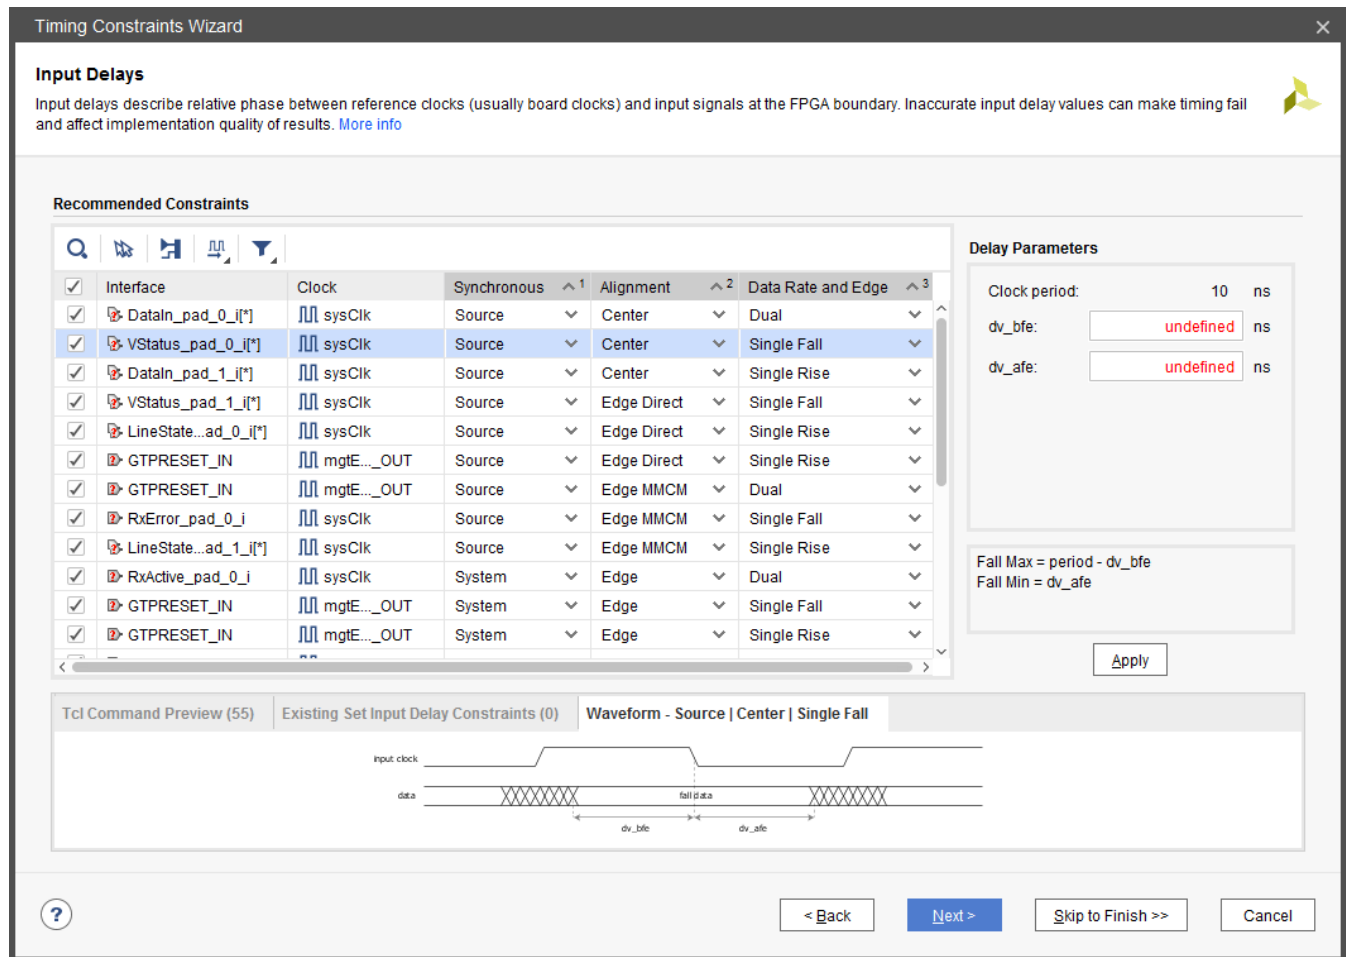 Timing Constraints Wizard
Input Delays
Input delays describe relative phase between reference clocks (usually board clocks) and input signals at the FPGA boundary. Inaccurate input delay values can make timing fail
and affect implementation quality of results. More info
Recommended Constraints
Interface Clock Synchronous 1 Alignment 2 Data Rate and Edge 3
DataIn_pad_0_i[*] sysClk Source Center Dual
VStatus_pad_0_i[*] sysClk Source Center Single Fall
DataIn_pad_1_i[*] sysClk Source Center Single Rise
VStatus_pad_1_i[*] sysClk Source Edge Direct Single Fall
LineState...ad_0_i[*] sysClk Source Edge Direct Single Rise
GTPRESET_IN mgtE..._OUT Source Edge Direct Single Rise
GTPRESET_IN mgtE..._OUT Source Edge MMCM Dual
RxError_pad_0_i sysClk Source Edge MMCM Single Fall
LineState...ad_1_i[*] sysClk Source Edge MMCM Single Rise
RxActive_pad_0_i sysClk System Edge Dual
GTPRESET_IN mgtE..._OUT System Edge Single Fall
GTPRESET_IN mgtE..._OUT System Edge Single Rise
Delay Parameters
Clock period: 10 ns
dv_bfe: undefined ns
dv_afe: undefined ns
Fall Max = period - dv_bfe
Fall Min = dv_afe
Apply
Tcl Command Preview (55) Existing Set Input Delay Constraints (0) Waveform - Source | Center | Single Fall
input clock
data fall data
dv_bfe dv_afe
? < Back Next > Skip to Finish >> Cancel